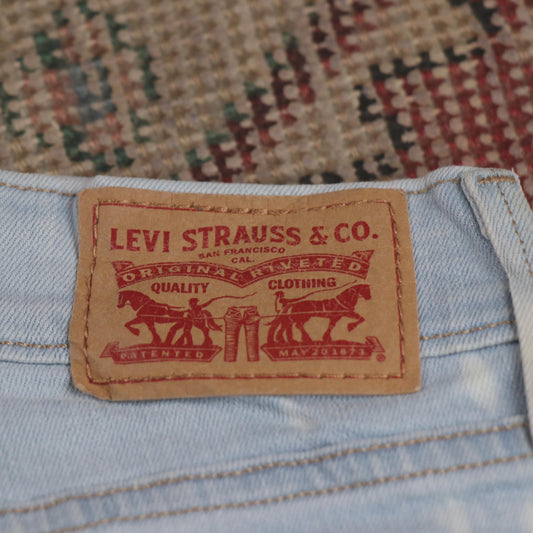 LEVI STRAUSS & CO.
SAN FRANCISCO
CAL.
ORIGINAL RIVETED
QUALITY CLOTHING
PATENTED MAY 20 1873 ®